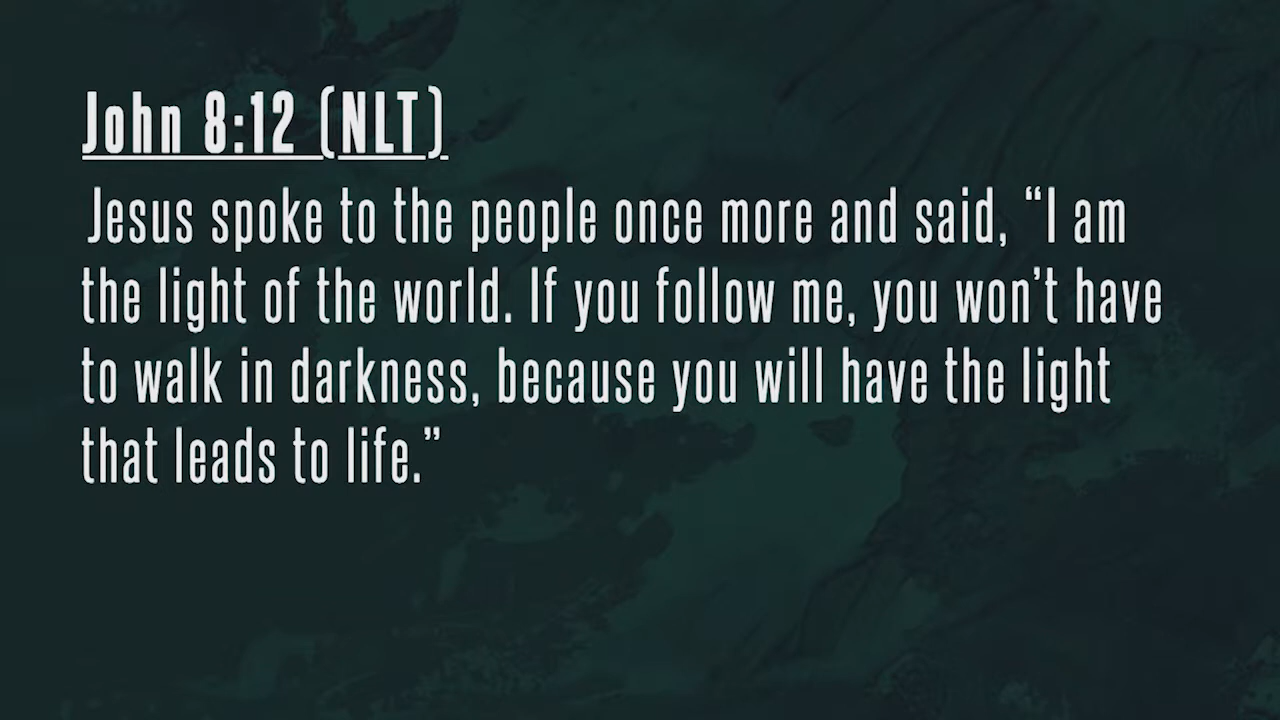 John 8:12 (NLT)
Jesus spoke to the people once more and said, “I am
the light of the world. If you follow me, you won’t have
to walk in darkness, because you will have the light
that leads to life.”